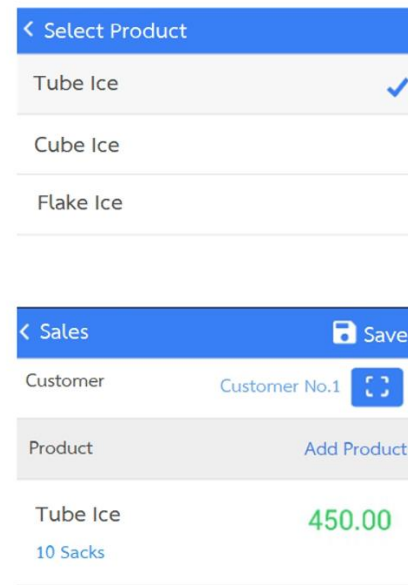 Select Product
Tube Ice
Cube Ice
Flake Ice
Sales Save
Customer Customer No.1
Product Add Product
Tube Ice 450.00
10 Sacks